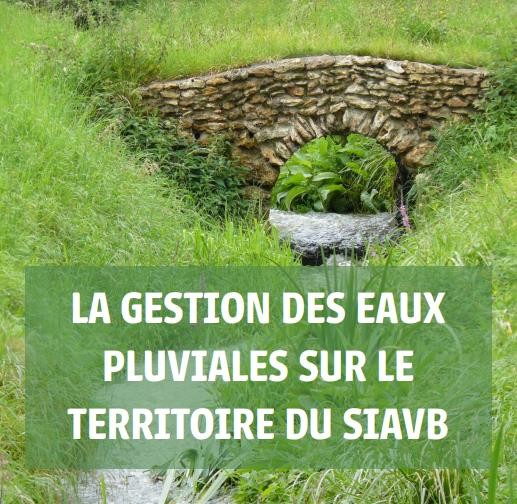 LA GESTION DES EAUX
PLUVIALES SUR LE
TERRITOIRE DU SIAVB